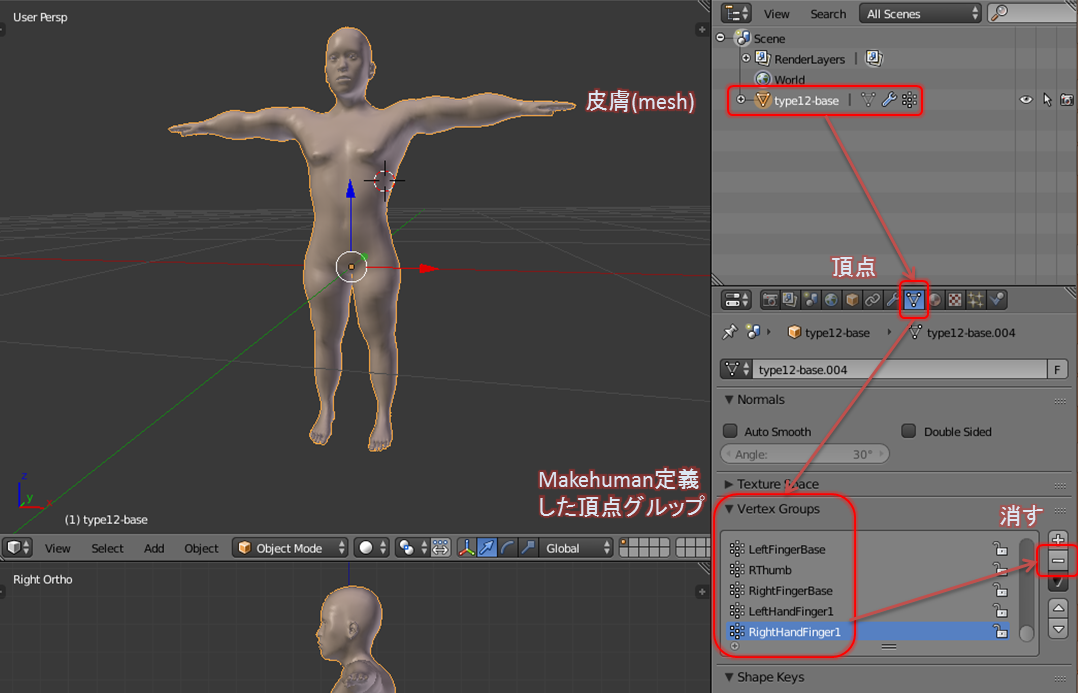 User Persp
皮膚(mesh)
Makehuman定義
した頂点グルップ
(1) type12-base
View Select Add Object Object Mode Global
Right Ortho
View Search All Scenes
Scene
RenderLayers
World
type12-base
頂点
type12-base type12-base.004
type12-base.004 F
Normals
Auto Smooth Double Sided
Angle: 30°
Texture Space
Vertex Groups
消す
LeftFingerBase
RThumb
RightFingerBase
LeftHandFinger1
RightHandFinger1
Shape Keys
z
y